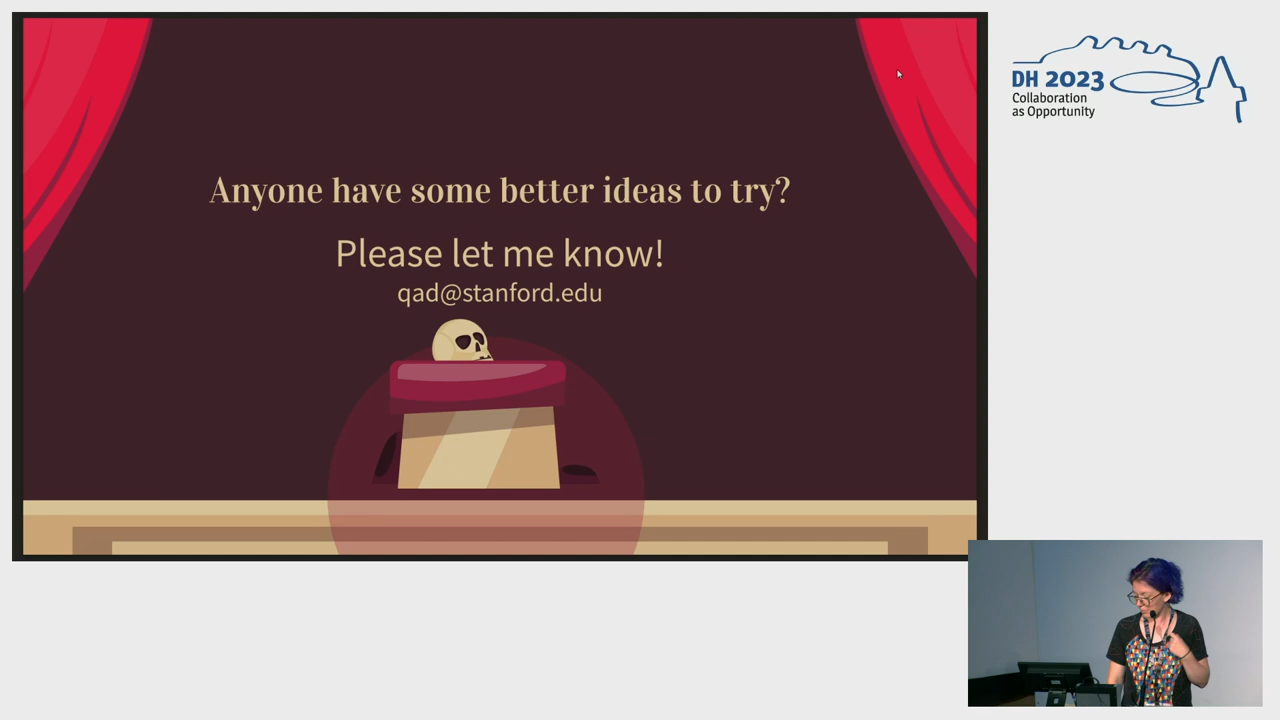 Anyone have some better ideas to try?
Please let me know!
qad@stanford.edu
DH 2023
Collaboration
as Opportunity